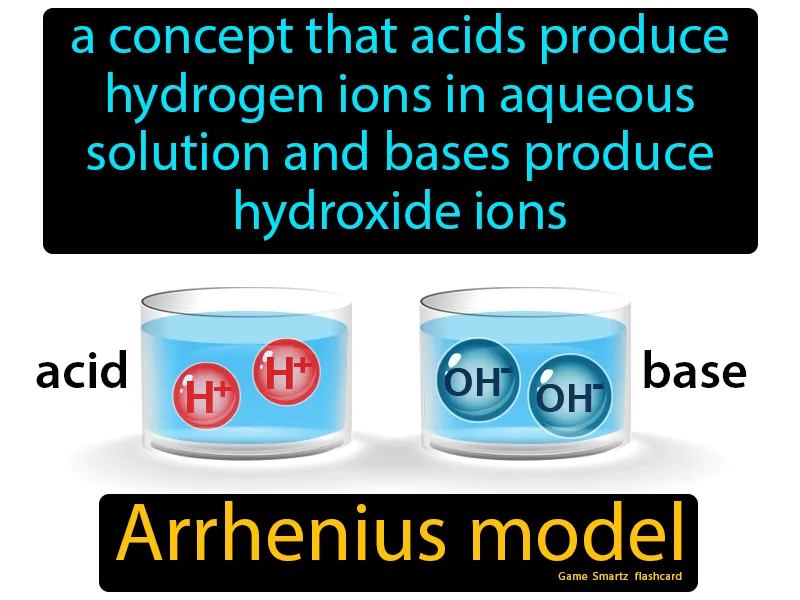 a concept that acids produce
hydrogen ions in aqueous
solution and bases produce
hydroxide ions
acid
H+
H+
OH-
OH-
base
Arrhenius model
Game Smartz flashcard